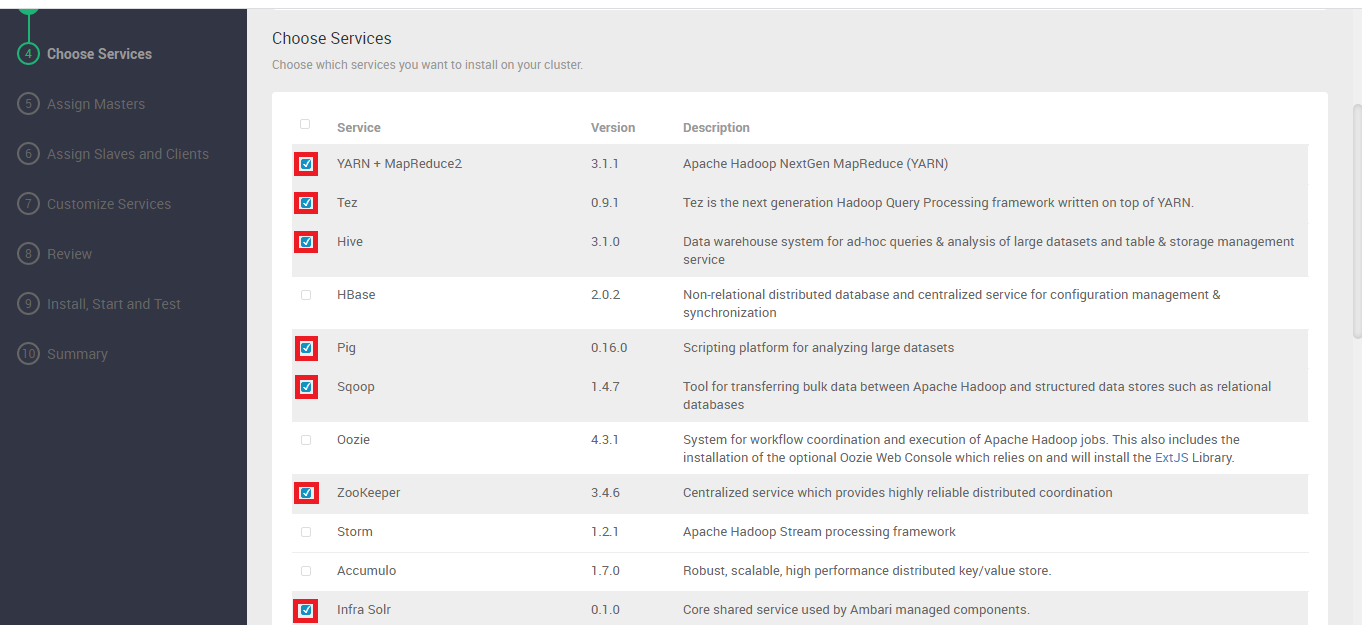 4 Choose Services
5 Assign Masters
6 Assign Slaves and Clients
7 Customize Services
8 Review
9 Install, Start and Test
10 Summary
Choose Services
Choose which services you want to install on your cluster.
Service Version Description
YARN + MapReduce2 3.1.1 Apache Hadoop NextGen MapReduce (YARN)
Tez 0.9.1 Tez is the next generation Hadoop Query Processing framework written on top of YARN.
Hive 3.1.0 Data warehouse system for ad-hoc queries & analysis of large datasets and table & storage management
service
HBase 2.0.2 Non-relational distributed database and centralized service for configuration management &
synchronization
Pig 0.16.0 Scripting platform for analyzing large datasets
Sqoop 1.4.7 Tool for transferring bulk data between Apache Hadoop and structured data stores such as relational
databases
Oozie 4.3.1 System for workflow coordination and execution of Apache Hadoop jobs. This also includes the
installation of the optional Oozie Web Console which relies on and will install the ExtJS Library.
ZooKeeper 3.4.6 Centralized service which provides highly reliable distributed coordination
Storm 1.2.1 Apache Hadoop Stream processing framework
Accumulo 1.7.0 Robust, scalable, high performance distributed key/value store.
Infra Solr 0.1.0 Core shared service used by Ambari managed components.